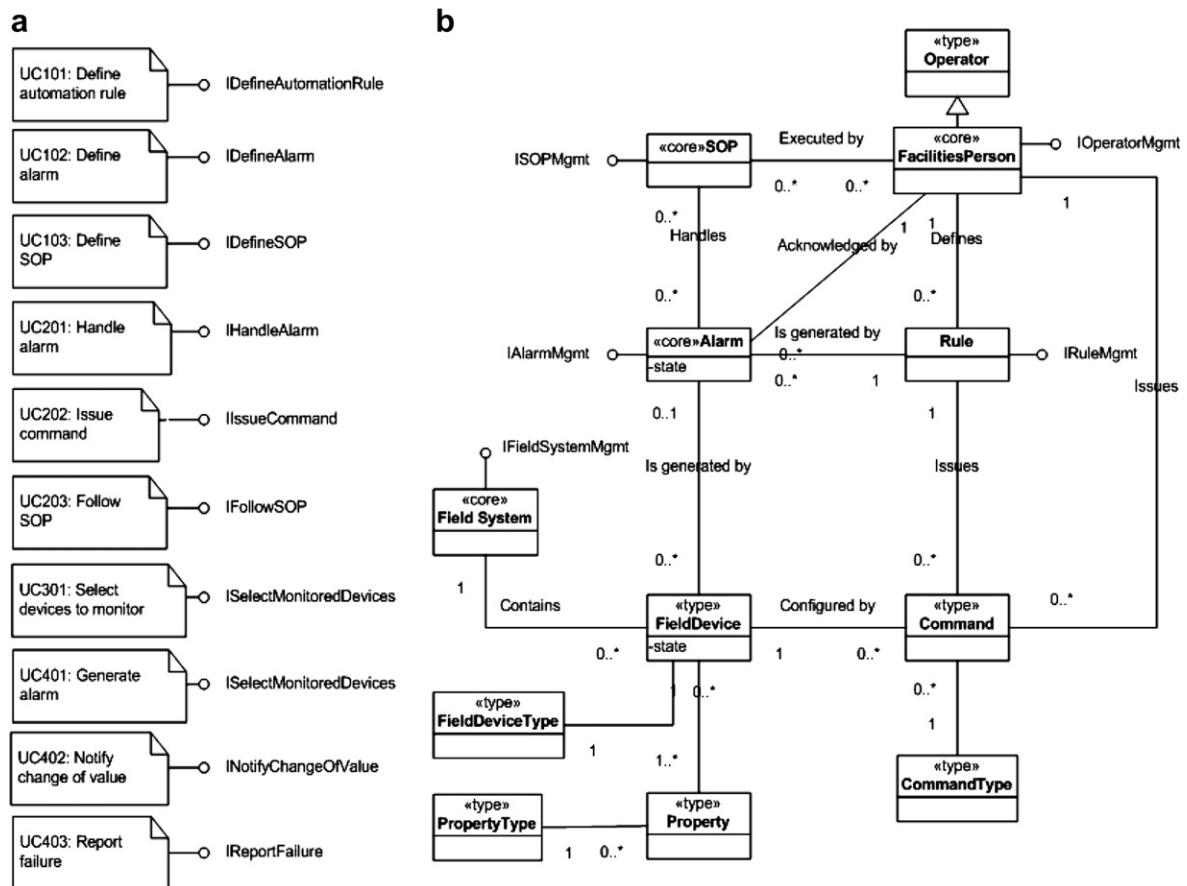 a
UC101: Define
automation rule
IDefineAutomationRule
UC102: Define
alarm
IDefineAlarm
UC103: Define
SOP
IDefineSOP
UC201: Handle
alarm
IHandleAlarm
UC202: Issue
command
IIssueCommand
UC203: Follow
SOP
IFollowSOP
UC301: Select
devices to monitor
ISelectMonitoredDevices
UC401: Generate
alarm
ISelectMonitoredDevices
UC402: Notify
change of value
INotifyChangeOfValue
UC403: Report
failure
IReportFailure
b
«type»
Operator
ISOPMgmt
«core»SOP
Executed by
0..*
0..*
«core»
FacilitiesPerson
IOperatorMgmt
1
0..*
Handles
0..*
Acknowledged by
1
0..*
1
Defines
0..*
IAlarmMgmt
«core»Alarm
-state
Is generated by
0..*
1
Rule
IRuleMgmt
Issues
0..1
Is generated by
0..*
1
Issues
0..*
0..*
IFieldSystemMgmt
«core»
Field System
1
Contains
0..*
«type»
FieldDevice
-state
Configured by
1
0..*
«type»
Command
0..*
1
«type»
CommandType
1
0..*
«type»
FieldDeviceType
1
1..*
«type»
PropertyType
1
0..*
«type»
Property